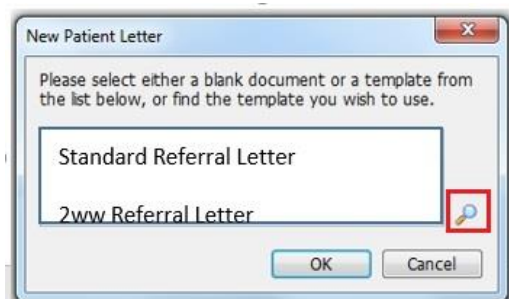 New Patient Letter
Please select either a blank document or a template from
the list below, or find the template you wish to use.
Standard Referral Letter
2ww Referral Letter
OK Cancel